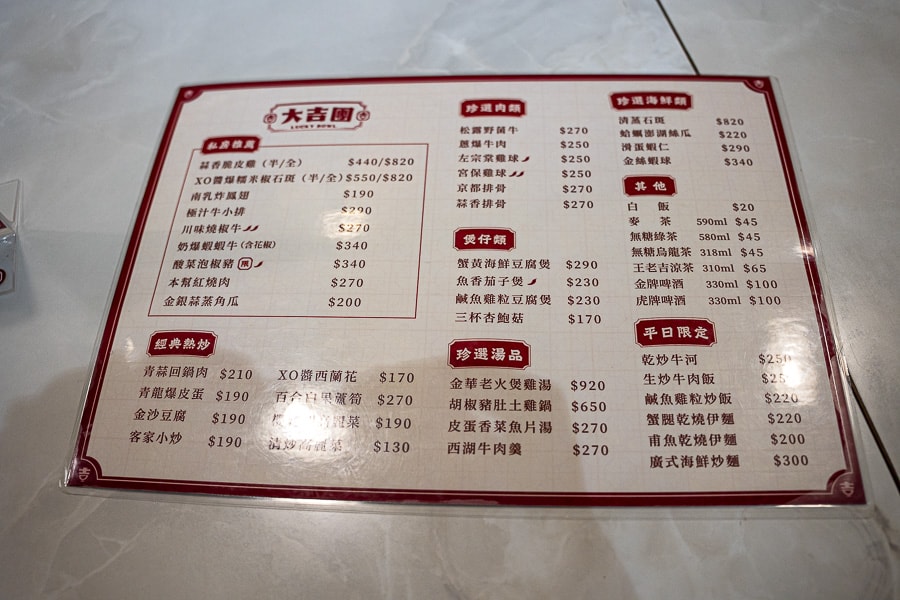 大吉團
LUCKY BOWL
私房推薦
蒜香脆皮雞（半/全） $440/$820
XO醬爆糯米椒石斑（半/全） $550/$820
南乳炸鳳翅 $190
極汁牛小排 $290
川味燒椒牛 $270
奶爆蝦蝦牛(含花椒) $340
酸菜泡椒豬 限 $340
本幫紅燒肉 $270
金銀蒜蒸角瓜 $200
經典熱炒
青蒜回鍋肉 $210
青龍爆皮蛋 $190
金沙豆腐 $190
客家小炒 $190
XO醬西蘭花 $170
百合白果蘆筍 $270
菜 $190
清炒高麗菜 $130
珍選肉類
松露野菌牛 $270
蔥爆牛肉 $250
左宗棠雞球 $250
宮保雞球 $250
京都排骨 $270
蒜香排骨 $270
煲仔類
蟹黃海鮮豆腐煲 $290
魚香茄子煲 $230
鹹魚雞粒豆腐煲 $230
三杯杏鮑菇 $170
珍選湯品
金華老火煲雞湯 $920
胡椒豬肚土雞鍋 $650
皮蛋香菜魚片湯 $270
西湖牛肉羹 $270
珍選海鮮類
清蒸石斑 $820
蛤蜊澎湖絲瓜 $220
滑蛋蝦仁 $290
金絲蝦球 $340
其他
白飯 $20
麥茶 590ml $45
無糖綠茶 580ml $45
無糖烏龍茶 318ml $45
王老吉涼茶 310ml $65
金牌啤酒 330ml $100
虎牌啤酒 330ml $100
平日限定
乾炒牛河 $250
生炒牛肉飯
鹹魚雞粒炒飯 $220
蟹腿乾燒伊麵 $220
甫魚乾燒伊麵 $200
廣式海鮮炒麵 $300
吉
吉